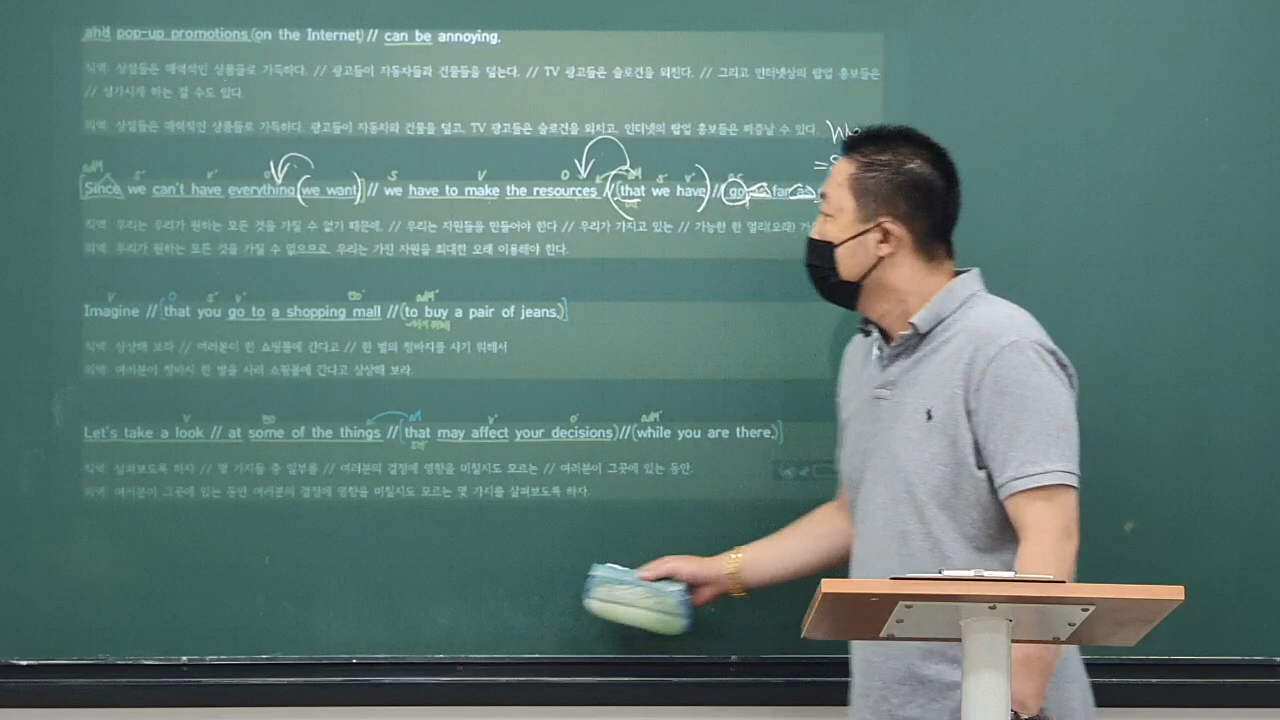 and pop-up promotions (on the Internet) // can be annoying.
직역: 상점들은 매력적인 상품들로 가득하다. // 광고들이 자동차들과 건물들을 덮는다. // TV 광고들은 슬로건을 외친다. // 그리고 인터넷상의 팝업 홍보들은
// 성가시게 하는 걸 수도 있다.
의역: 상점들은 매력적인 상품들로 가득하다. 광고들이 자동차와 건물을 덮고, TV 광고들은 슬로건을 외치고, 인터넷의 팝업 홍보들은 짜증날 수 있다.
S' V' O' S V O S' V'
[Since we can't have everything (we want)] // we have to make the resources // (that we have) // go as far as
직역: 우리는 우리가 원하는 모든 것을 가질 수 없기 때문에, // 우리는 자원들을 만들어야 한다 // 우리가 가지고 있는 // 가능한 한 멀리(오래)
의역: 우리가 원하는 모든 것을 가질 수 없으므로, 우리는 가진 자원을 최대한 오래 이용해야 한다.
V O S' V'
Imagine // [that you go to a shopping mall // (to buy a pair of jeans.)]
직역: 상상해 보라 // 여러분이 한 쇼핑몰에 간다고 // 한 벌의 청바지를 사기 위해서
의역: 여러분이 청바지 한 벌을 사러 쇼핑몰에 간다고 상상해 보라.
V V' O'
Let's take a look // at some of the things // [that may affect your decisions) // (while you are there.)]
직역: 살펴보도록 하자 // 몇 가지들 중 일부를 // 여러분의 결정에 영향을 미칠지도 모르는 // 여러분이 그곳에 있는 동안.
의역: 여러분이 그곳에 있는 동안 여러분의 결정에 영향을 미칠지도 모르는 몇 가지를 살펴보도록 하자.